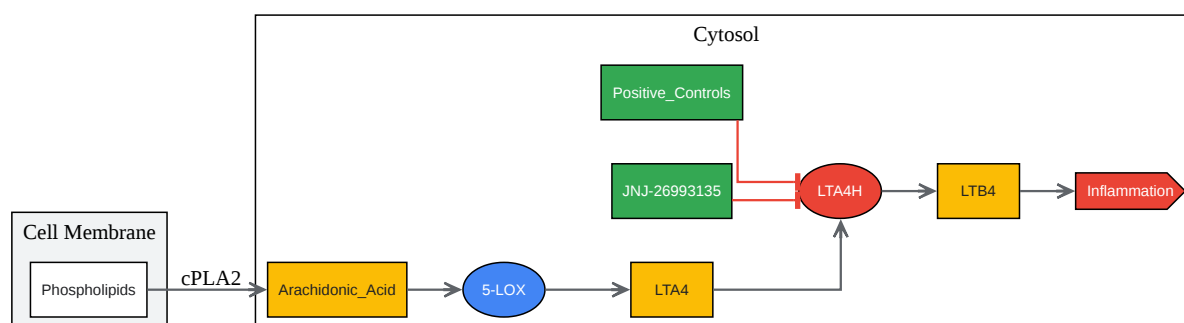 Cytosol
Positive_Controls
JNJ-26993135
LTA4H
LTB4
Inflammation
Cell Membrane
Phospholipids
cPLA2
Arachidonic_Acid
5-LOX
LTA4